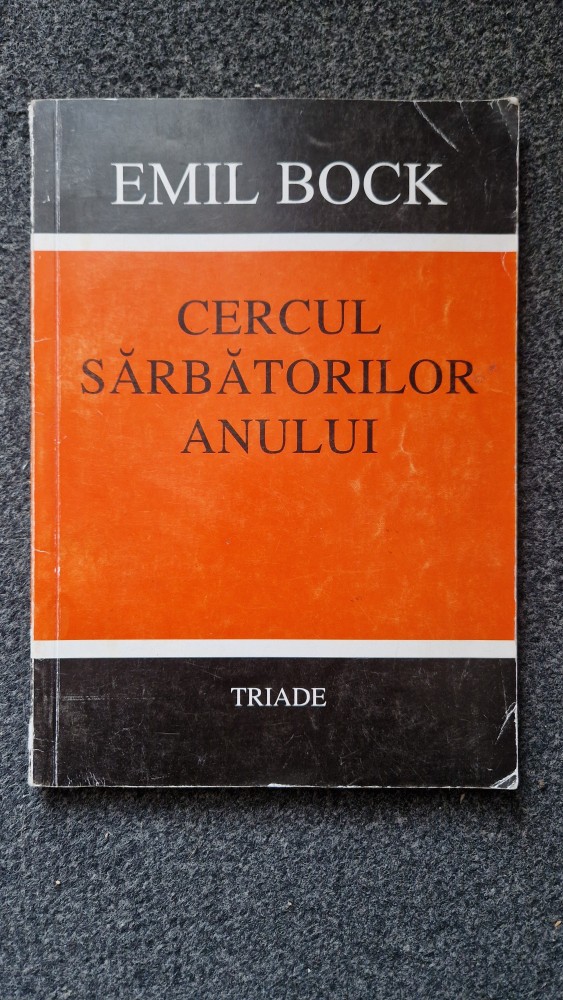 EMIL BOCK
CERCUL
SĂRBĂTORILOR
ANULUI
TRIADE